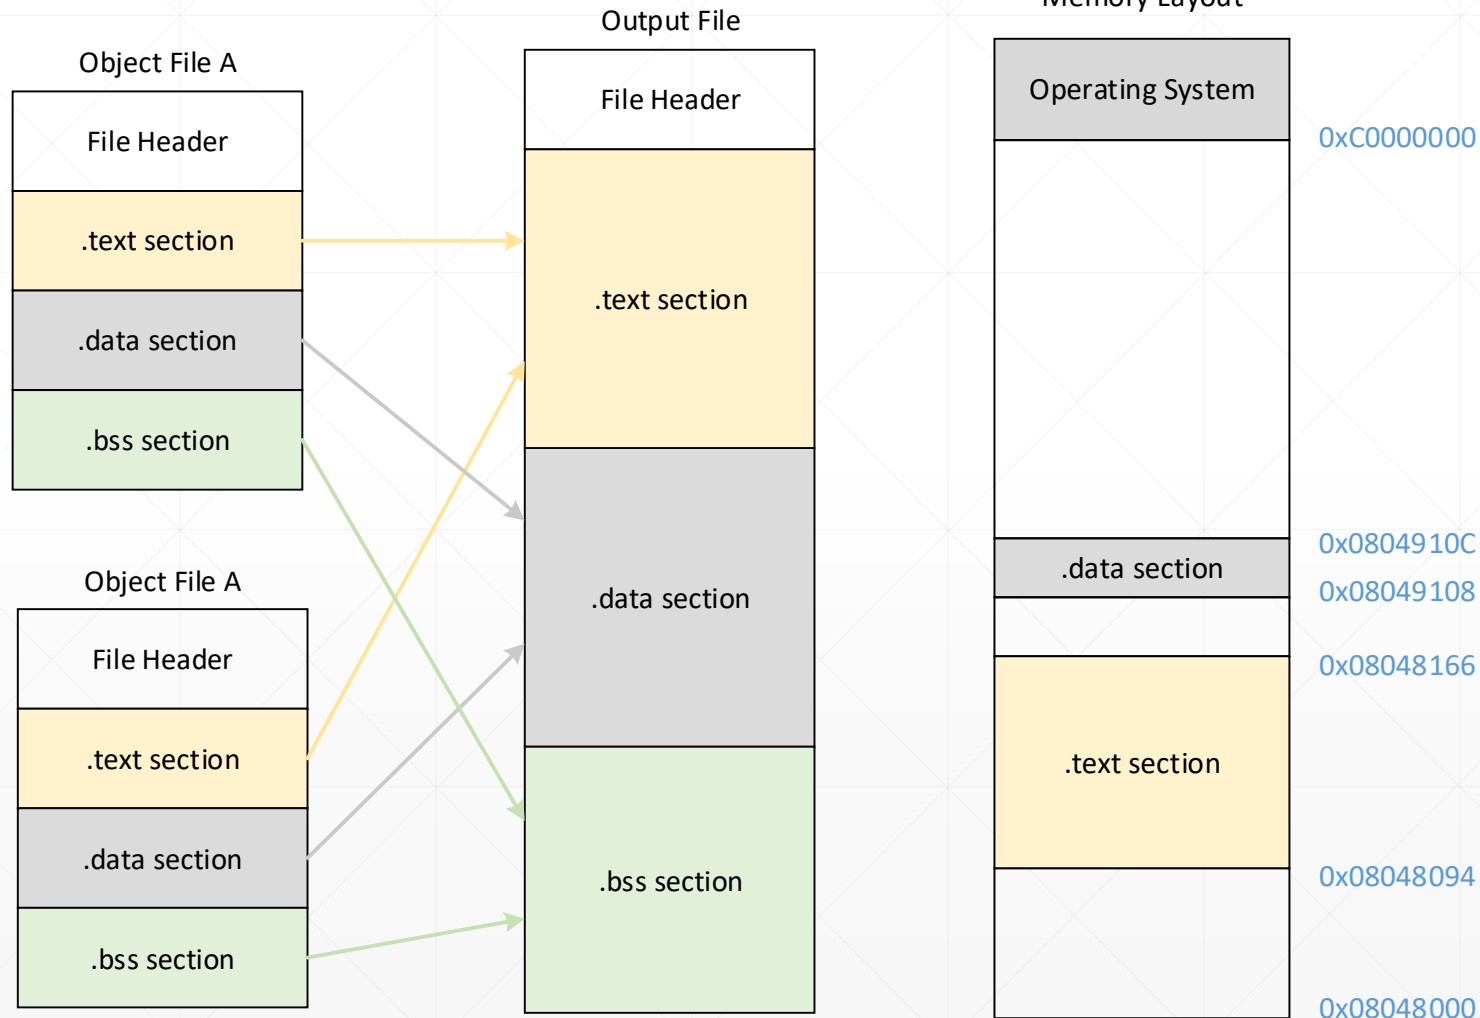 Object File A
File Header
.text section
.data section
.bss section
Object File A
File Header
.text section
.data section
.bss section
Output File
File Header
.text section
.data section
.bss section
Memory Layout
Operating System
0xC0000000
0x0804910C
.data section
0x08049108
0x08048166
.text section
0x08048094
0x08048000